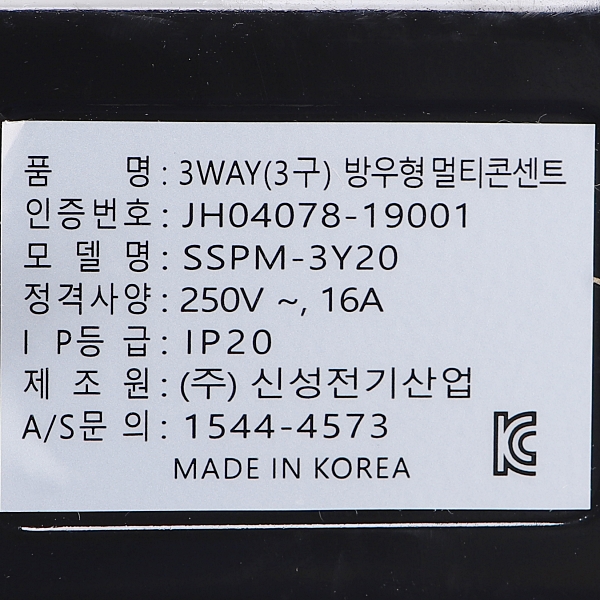 품 명 : 3WAY(3구) 방우형 멀티콘센트
인증번호 : JH04078-19001
모 델 명 : SSPM-3Y20
정격사양 : 250V ~, 16A
I P등 급 : IP20
제 조 원 : (주) 신성전기산업
A/S문 의 : 1544-4573
MADE IN KOREA
KC